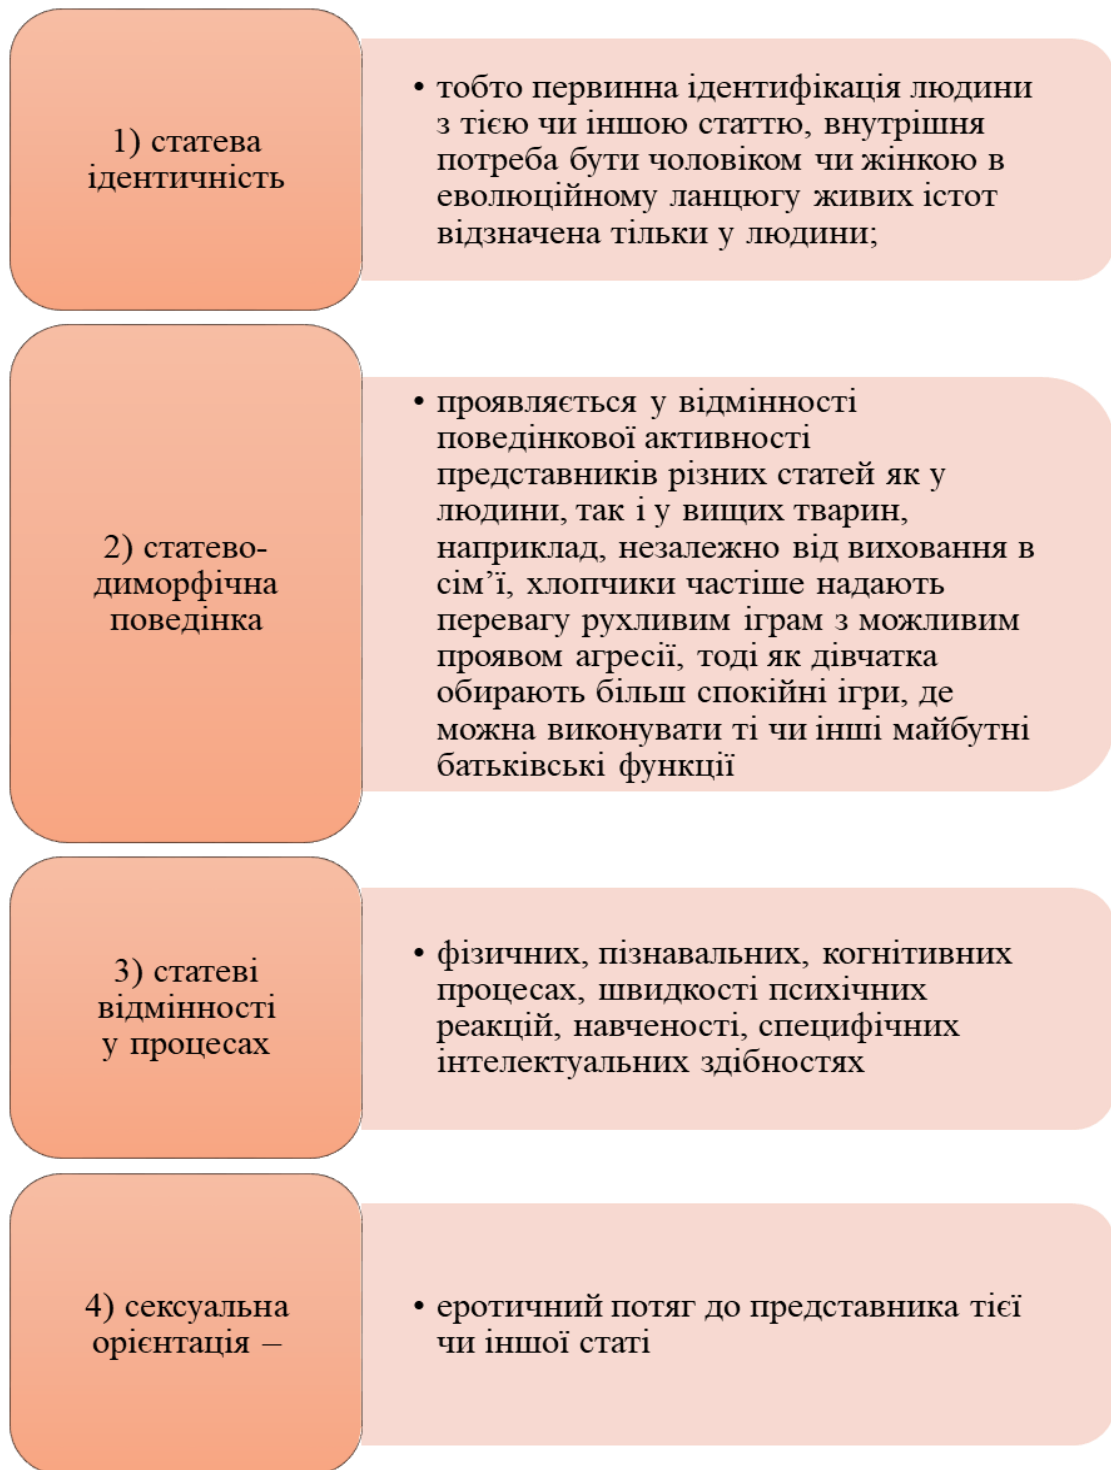 1) статева
ідентичність
• тобто первинна ідентифікація людини
з тією чи іншою статтю, внутрішня
потреба бути чоловіком чи жінкою в
еволюційному ланцюгу живих істот
відзначена тільки у людини;
2) статево-
диморфічна
поведінка
• проявляється у відмінності
поведінкової активності
представників різних статей як у
людини, так і у вищих тварин,
наприклад, незалежно від виховання в
сім’ї, хлопчики частіше надають
перевагу рухливим іграм з можливим
проявом агресії, тоді як дівчатка
обирають більш спокійні ігри, де
можна виконувати ті чи інші майбутні
батьківські функції
3) статеві
відмінності
у процесах
• фізичних, пізнавальних, когнітивних
процесах, швидкості психічних
реакцій, навченості, специфічних
інтелектуальних здібностях
4) сексуальна
орієнтація –
• еротичний потяг до представника тієї
чи іншої статі